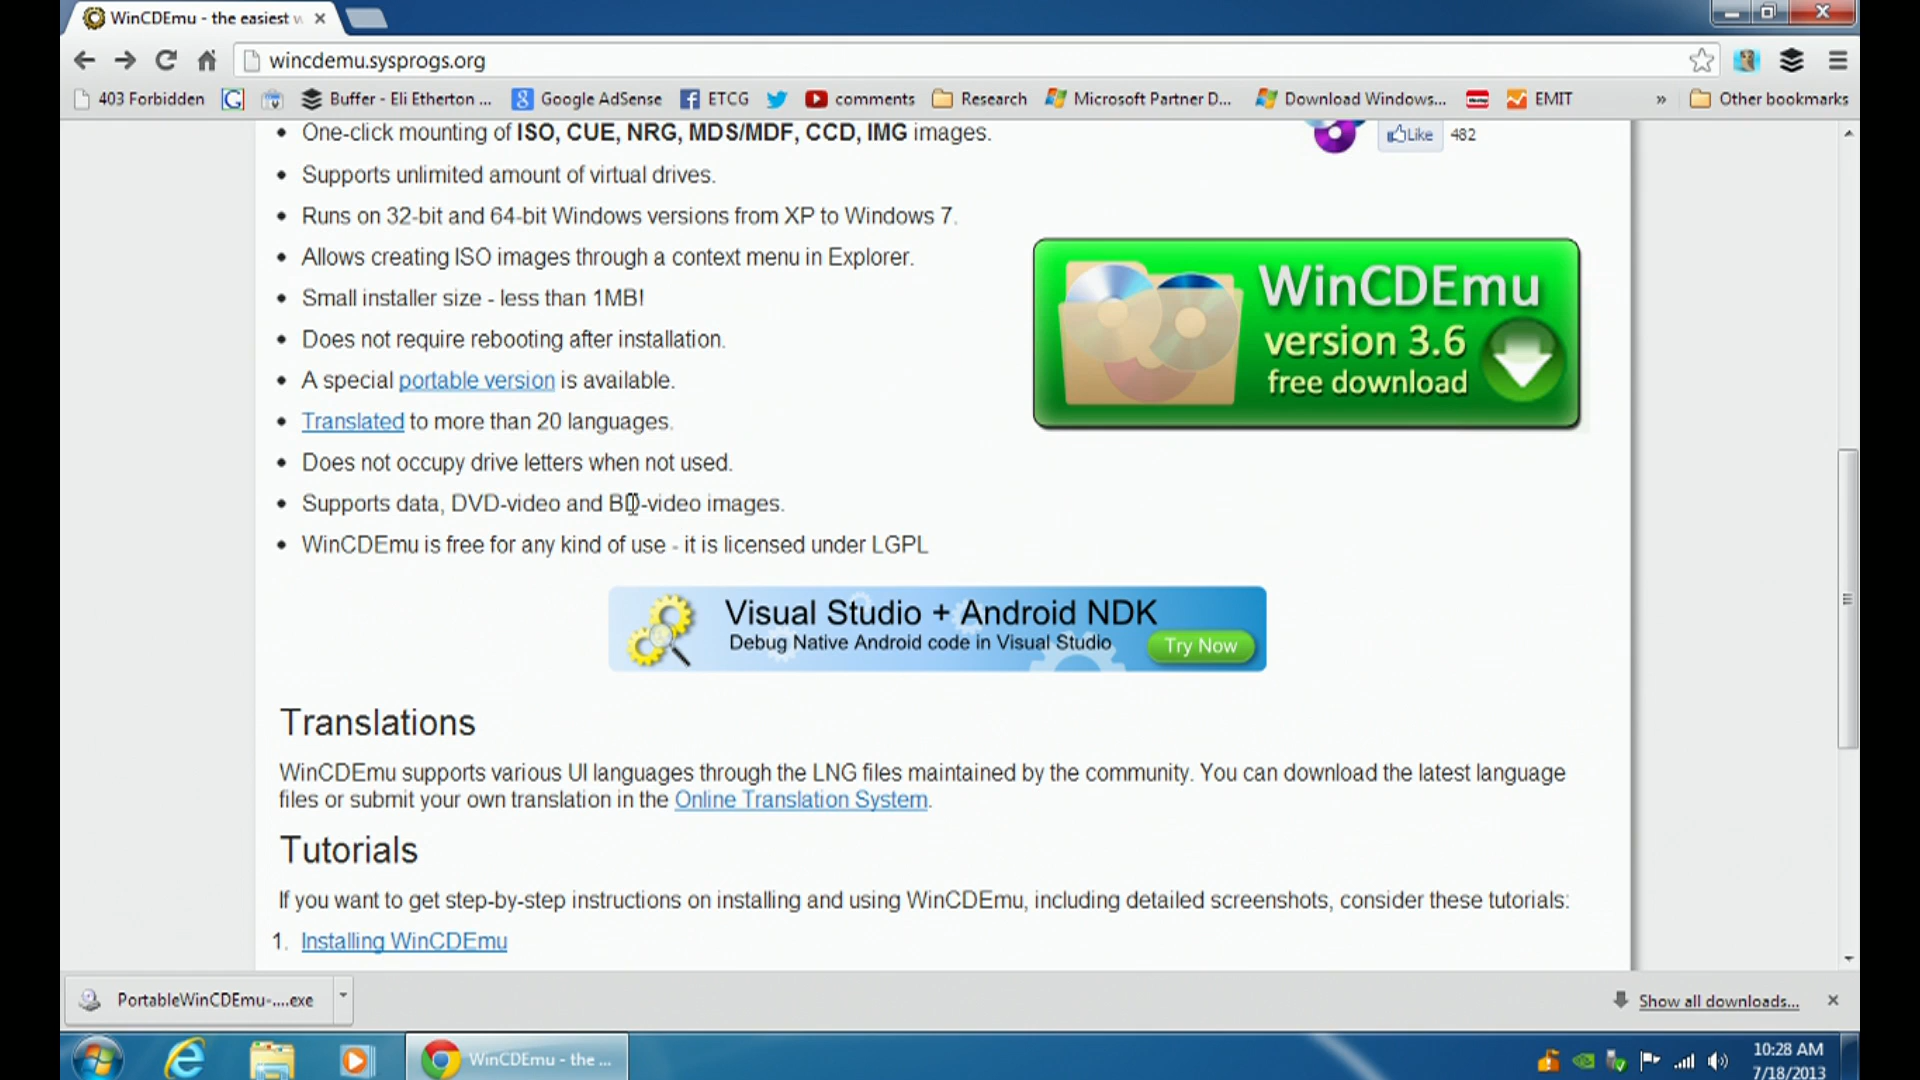 WinCDEmu - the easiest w
wincdemu.sysprogs.org
403 Forbidden Buffer - Eli Etherton ... Google AdSense ETCG comments Research Microsoft Partner D... Download Windows... EMIT » Other bookmarks
• One-click mounting of ISO, CUE, NRG, MDS/MDF, CCD, IMG images.
Like 482
• Supports unlimited amount of virtual drives.
• Runs on 32-bit and 64-bit Windows versions from XP to Windows 7.
• Allows creating ISO images through a context menu in Explorer.
• Small installer size - less than 1MB!
• Does not require rebooting after installation.
• A special portable version is available.
• Translated to more than 20 languages.
• Does not occupy drive letters when not used.
• Supports data, DVD-video and BD-video images.
• WinCDEmu is free for any kind of use - it is licensed under LGPL
WinCDEmu
version 3.6
free download
Visual Studio + Android NDK
Debug Native Android code in Visual Studio
Try Now
Translations
WinCDEmu supports various UI languages through the LNG files maintained by the community. You can download the latest language
files or submit your own translation in the Online Translation System.
Tutorials
If you want to get step-by-step instructions on installing and using WinCDEmu, including detailed screenshots, consider these tutorials:
1. Installing WinCDEmu
PortableWinCDEmu-....exe
Show all downloads...
WinCDEmu - the ...
10:28 AM
7/18/2013